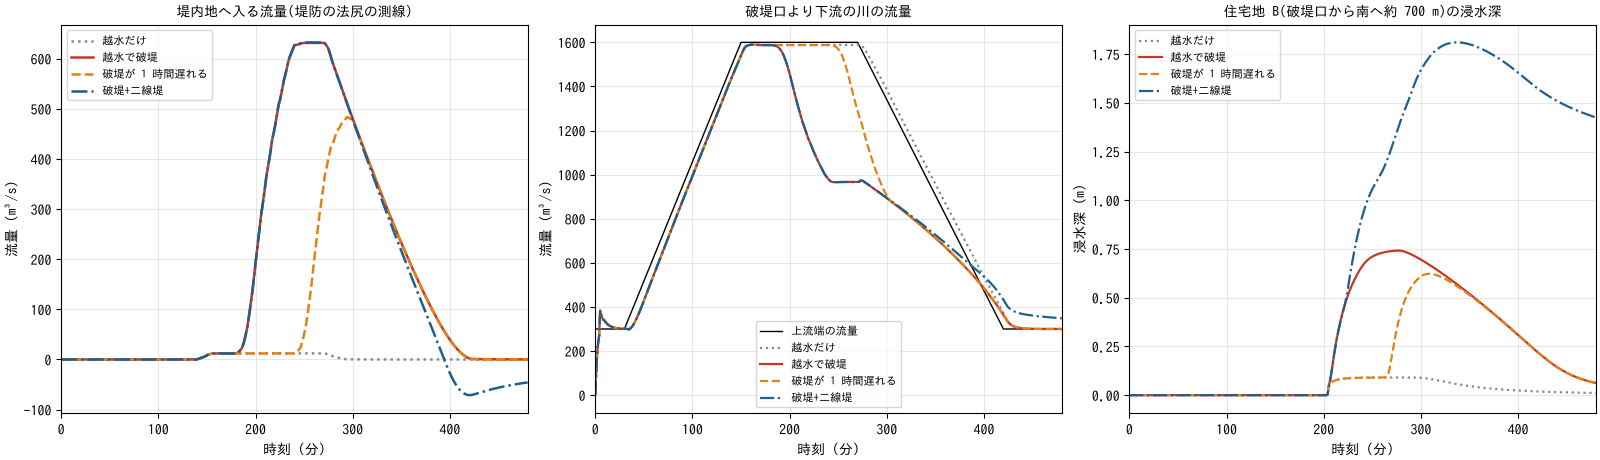 堤内地へ入る流量(堤防の法尻の測線)
越水だけ
越水で破堤
破堤が 1 時間遅れる
破堤+二線堤
600
500
400
300
200
100
0
−100
流量 (m³/s)
0 100 200 300 400
時刻 (分)
破堤口より下流の川の流量
1600
1400
1200
1000
800
600
400
200
0
流量 (m³/s)
上流端の流量
越水だけ
越水で破堤
破堤が 1 時間遅れる
破堤+二線堤
0 100 200 300 400
時刻 (分)
住宅地 B(破堤口から南へ約 700 m)の浸水深
越水だけ
越水で破堤
破堤が 1 時間遅れる
破堤+二線堤
1.75
1.50
1.25
1.00
0.75
0.50
0.25
0.00
浸水深 (m)
0 100 200 300 400
時刻 (分)